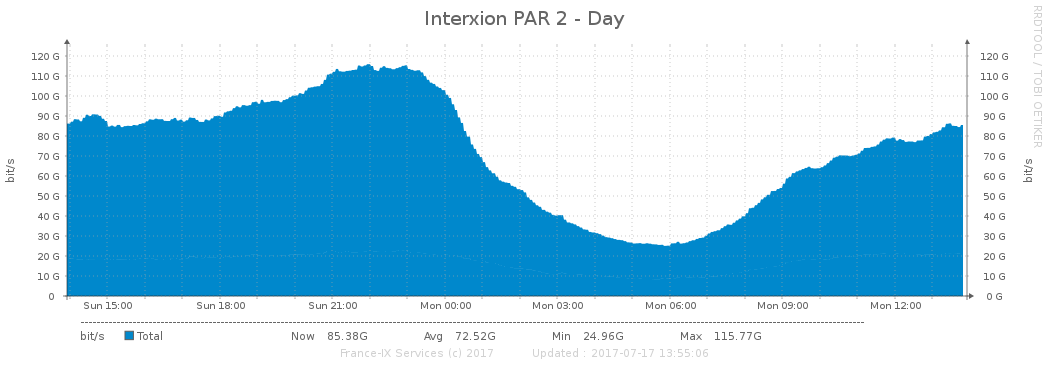 Interxion PAR 2 - Day
RRDTOOL / TOBI OETIKER
120 G 120 G
110 G 110 G
100 G 100 G
90 G 90 G
80 G 80 G
70 G 70 G
60 G 60 G
50 G 50 G
40 G 40 G
30 G 30 G
20 G 20 G
10 G 10 G
0 0 G
bit/s bit/s
Sun 15:00 Sun 18:00 Sun 21:00 Mon 00:00 Mon 03:00 Mon 06:00 Mon 09:00 Mon 12:00
bit/s Total Now 85.38G Avg 72.52G Min 24.96G Max 115.77G
France-IX Services (c) 2017 Updated : 2017-07-17 13:55:06